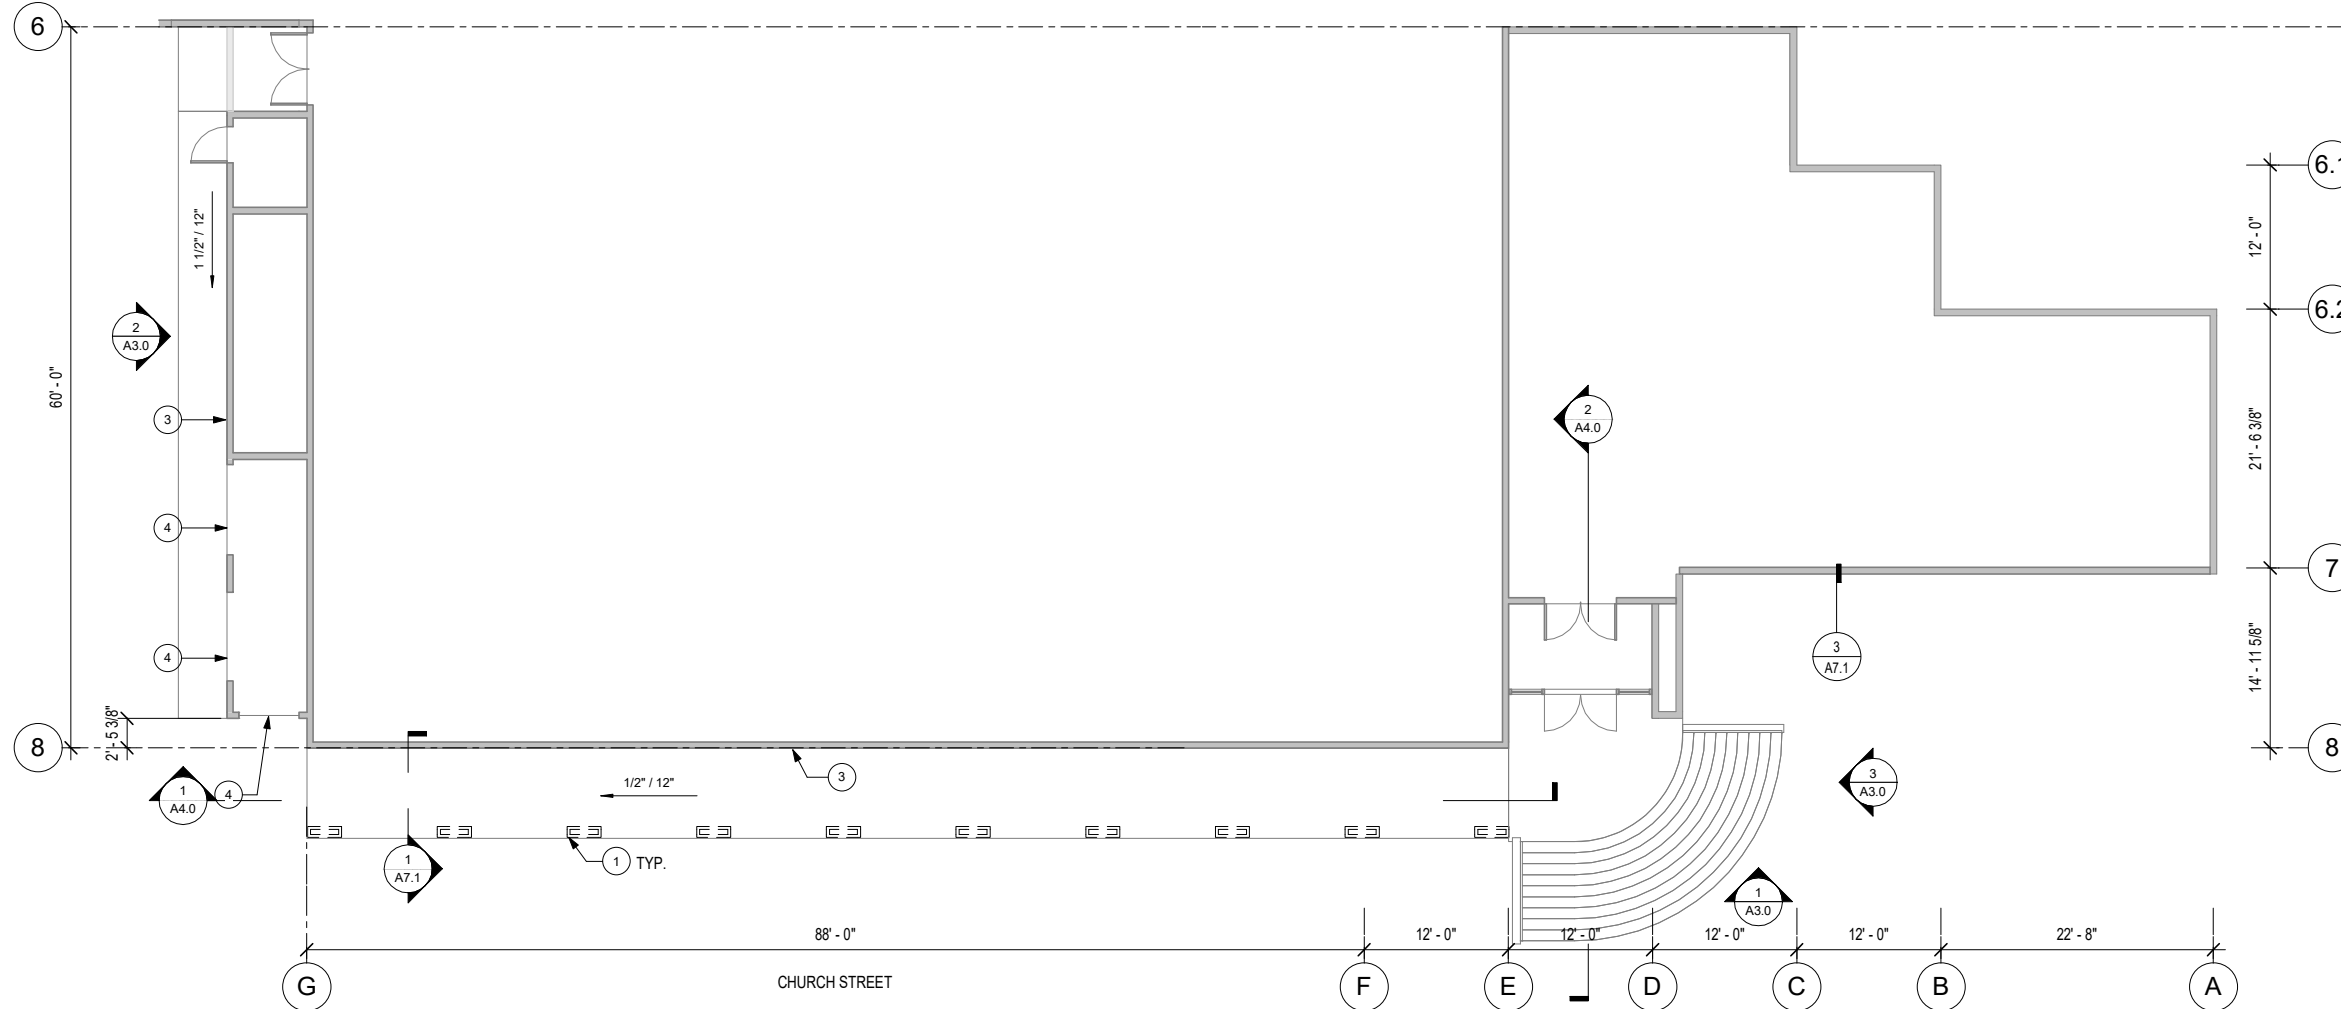 6
6.1
1 1/2" / 12"
12' - 0"
6.2
2
A3.0
60' - 0"
3
2
A4.0
21' - 6 3/8"
4
7
3
A7.1
4
14' - 11 5/8"
2' - 5 3/8"
8
8
3
1/2" / 12"
4
1
A4.0
3
A3.0
1
A7.1
1 TYP.
1
A3.0
88' - 0"
12' - 0"
12' - 0"
12' - 0"
12' - 0"
22' - 8"
CHURCH STREET
G
F
E
D
C
B
A